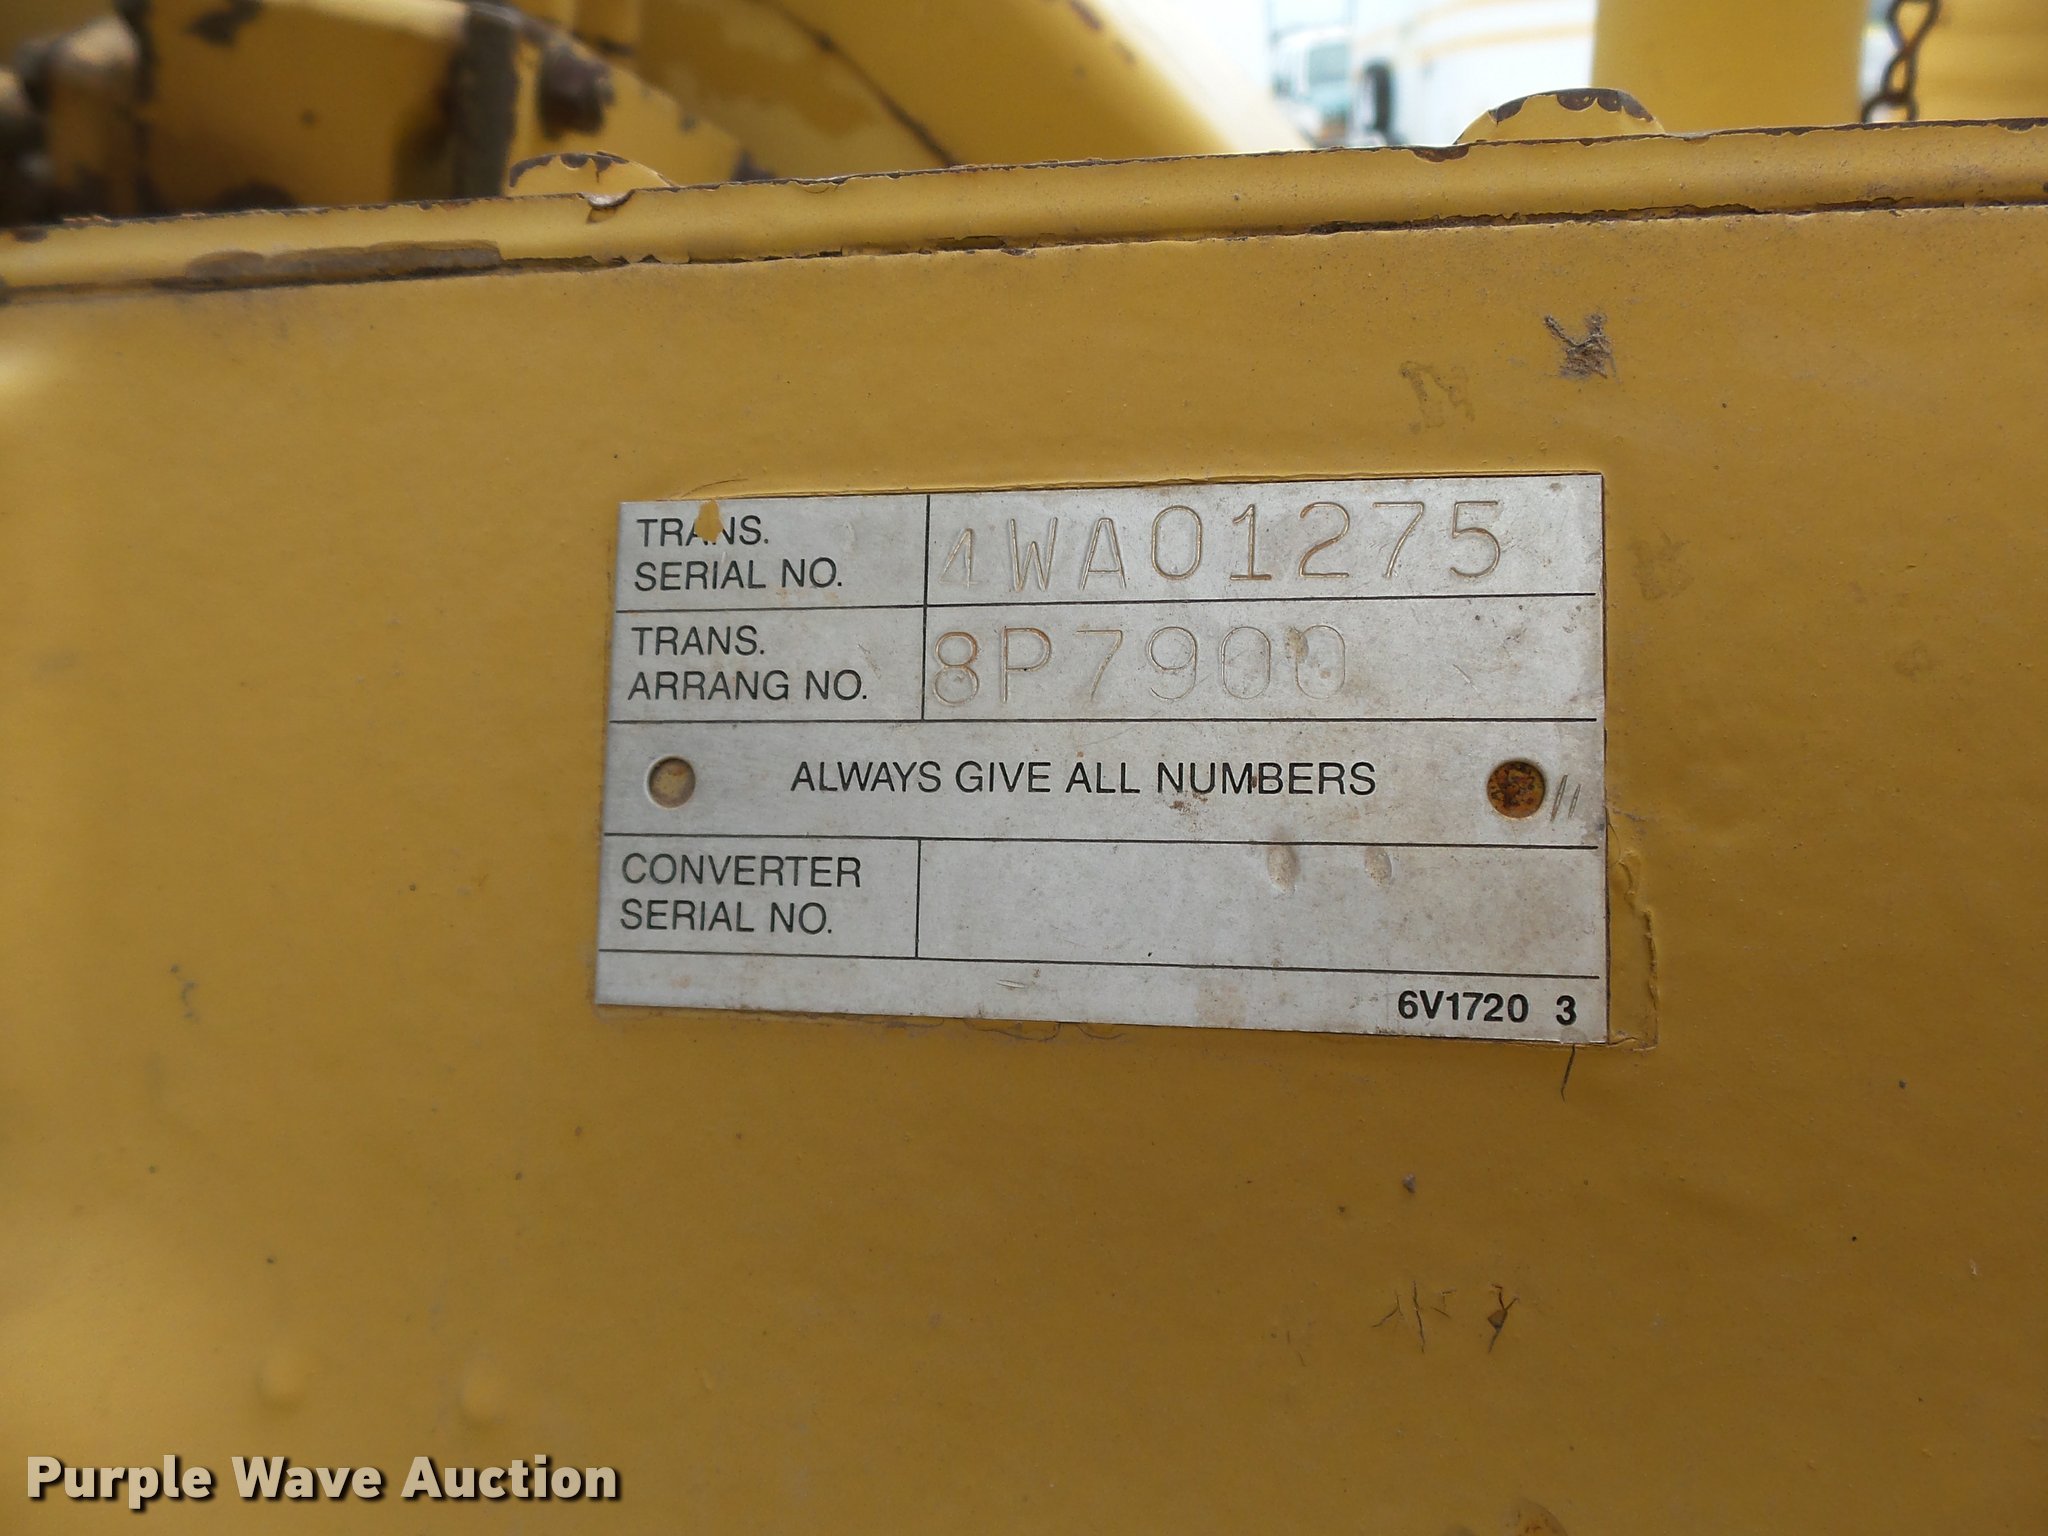 TRANS.
SERIAL NO. 4WA01275
TRANS.
ARRANG NO. 8P7900
ALWAYS GIVE ALL NUMBERS
CONVERTER
SERIAL NO.
6V1720 3
Purple Wave Auction